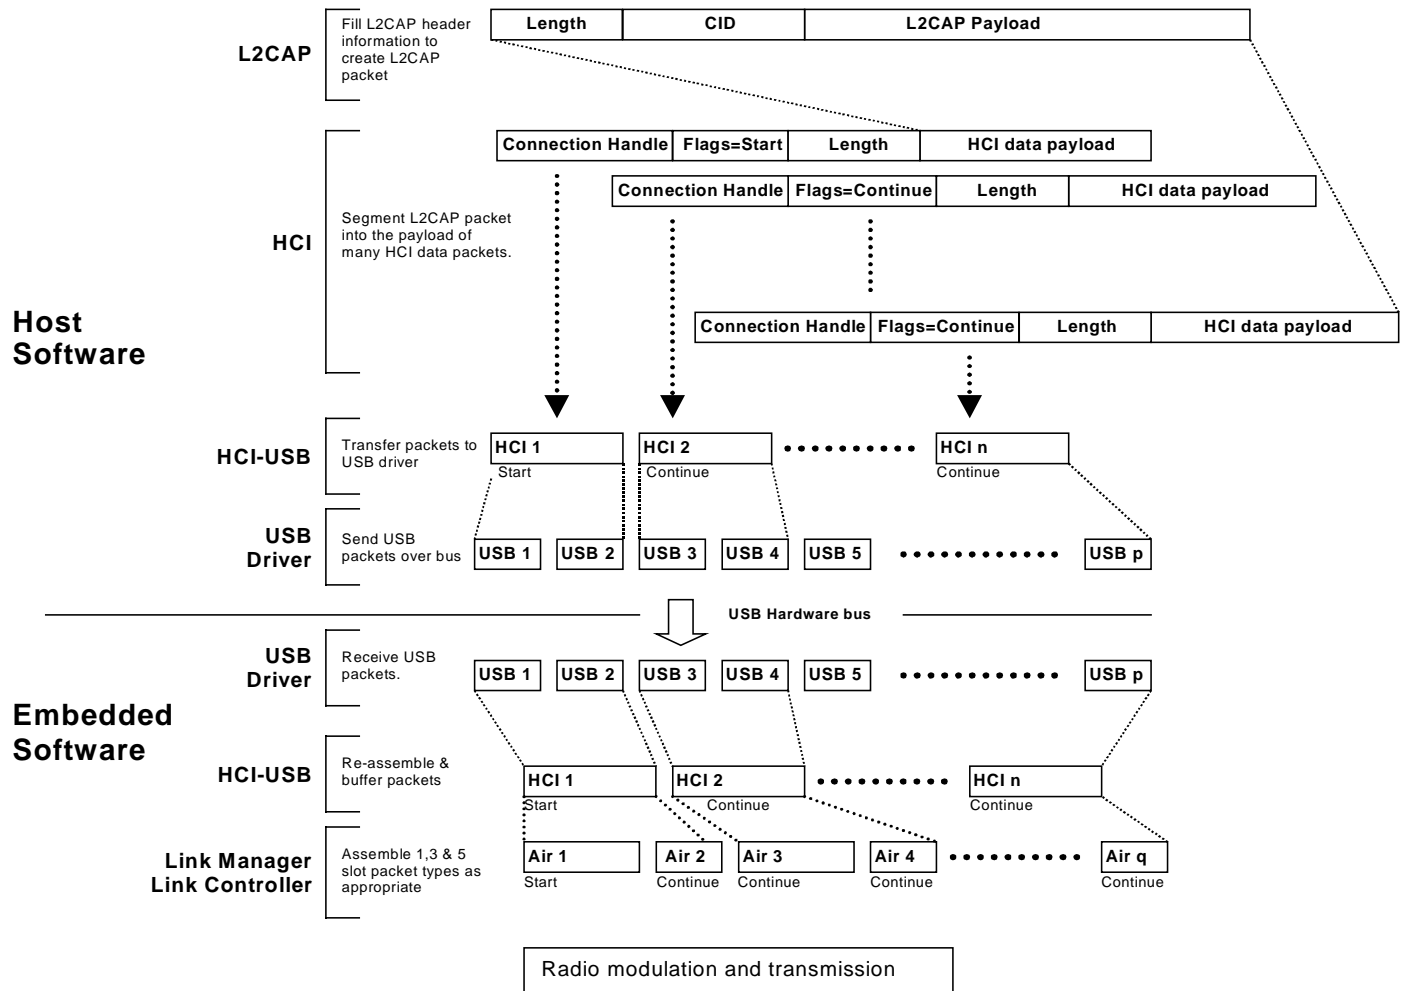 Fill L2CAP header
information to
create L2CAP
packet
L2CAP
Length CID L2CAP Payload
Connection Handle Flags=Start Length HCI data payload
Connection Handle Flags=Continue Length HCI data payload
Segment L2CAP packet
into the payload of
many HCI data packets.
HCI
Host
Software
Connection Handle Flags=Continue Length HCI data payload
HCI-USB
Transfer packets to
USB driver
HCI 1 HCI 2 HCI n
Start Continue Continue
USB
Driver
Send USB
packets over bus
USB 1 USB 2 USB 3 USB 4 USB 5 USB p
USB Hardware bus
USB
Driver
Receive USB
packets.
USB 1 USB 2 USB 3 USB 4 USB 5 USB p
Embedded
Software
HCI-USB
Re-assemble &
buffer packets
HCI 1 HCI 2 HCI n
Start Continue Continue
Link Manager
Link Controller
Assemble 1,3 & 5
slot packet types as
appropriate
Air 1 Air 2 Air 3 Air 4 Air q
Start Continue Continue Continue Continue
Radio modulation and transmission